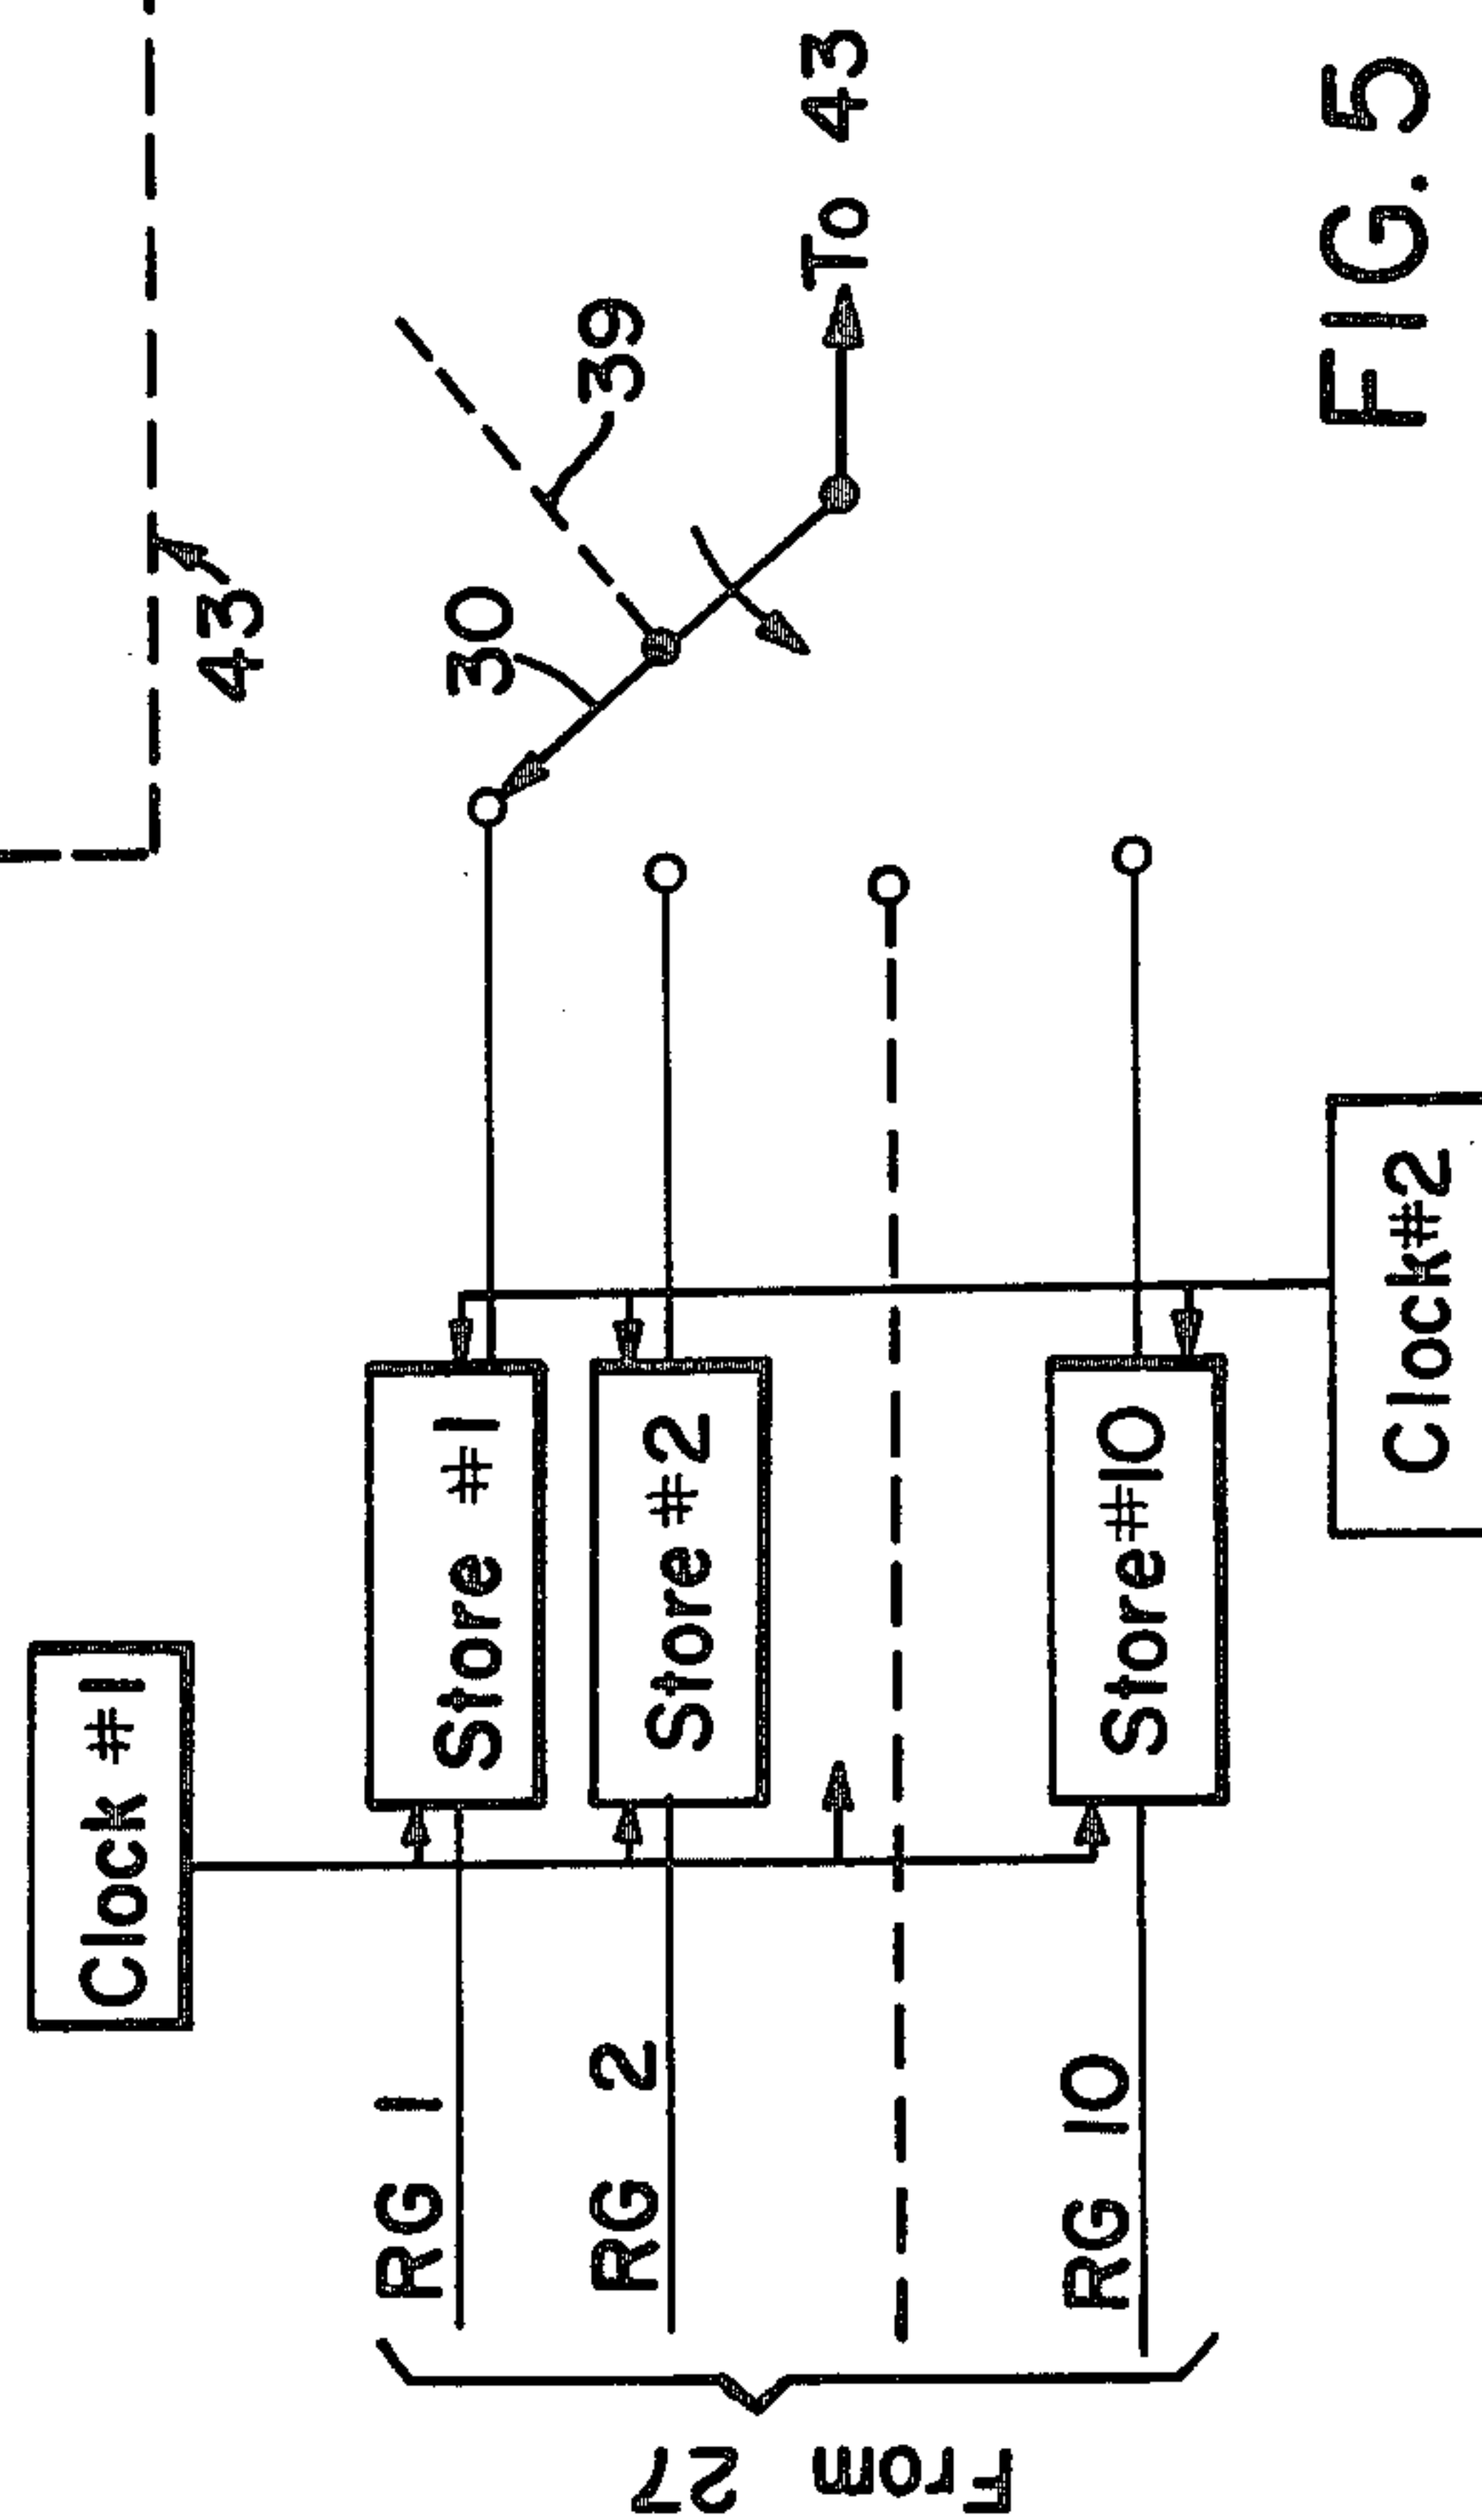 Clock #1
43
RG 1
Store #1
30
39
RG 2
Store #2
From 27
To 43
RG 10
Store #10
Clock #2
FIG. 5